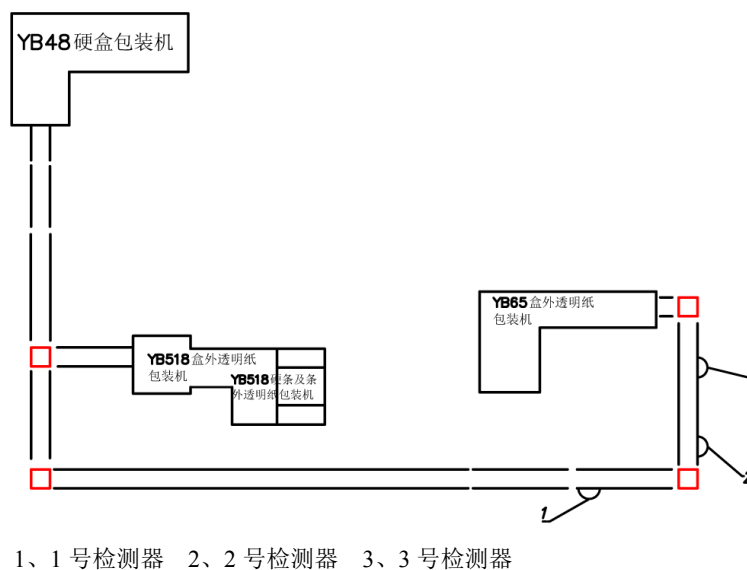 YB48硬盒包装机
YB65盒外透明纸
包装机
YB518盒外透明纸
包装机
YB518硬条及条
外透明纸包装机
2
1
1、1号检测器 2、2号检测器 3、3号检测器